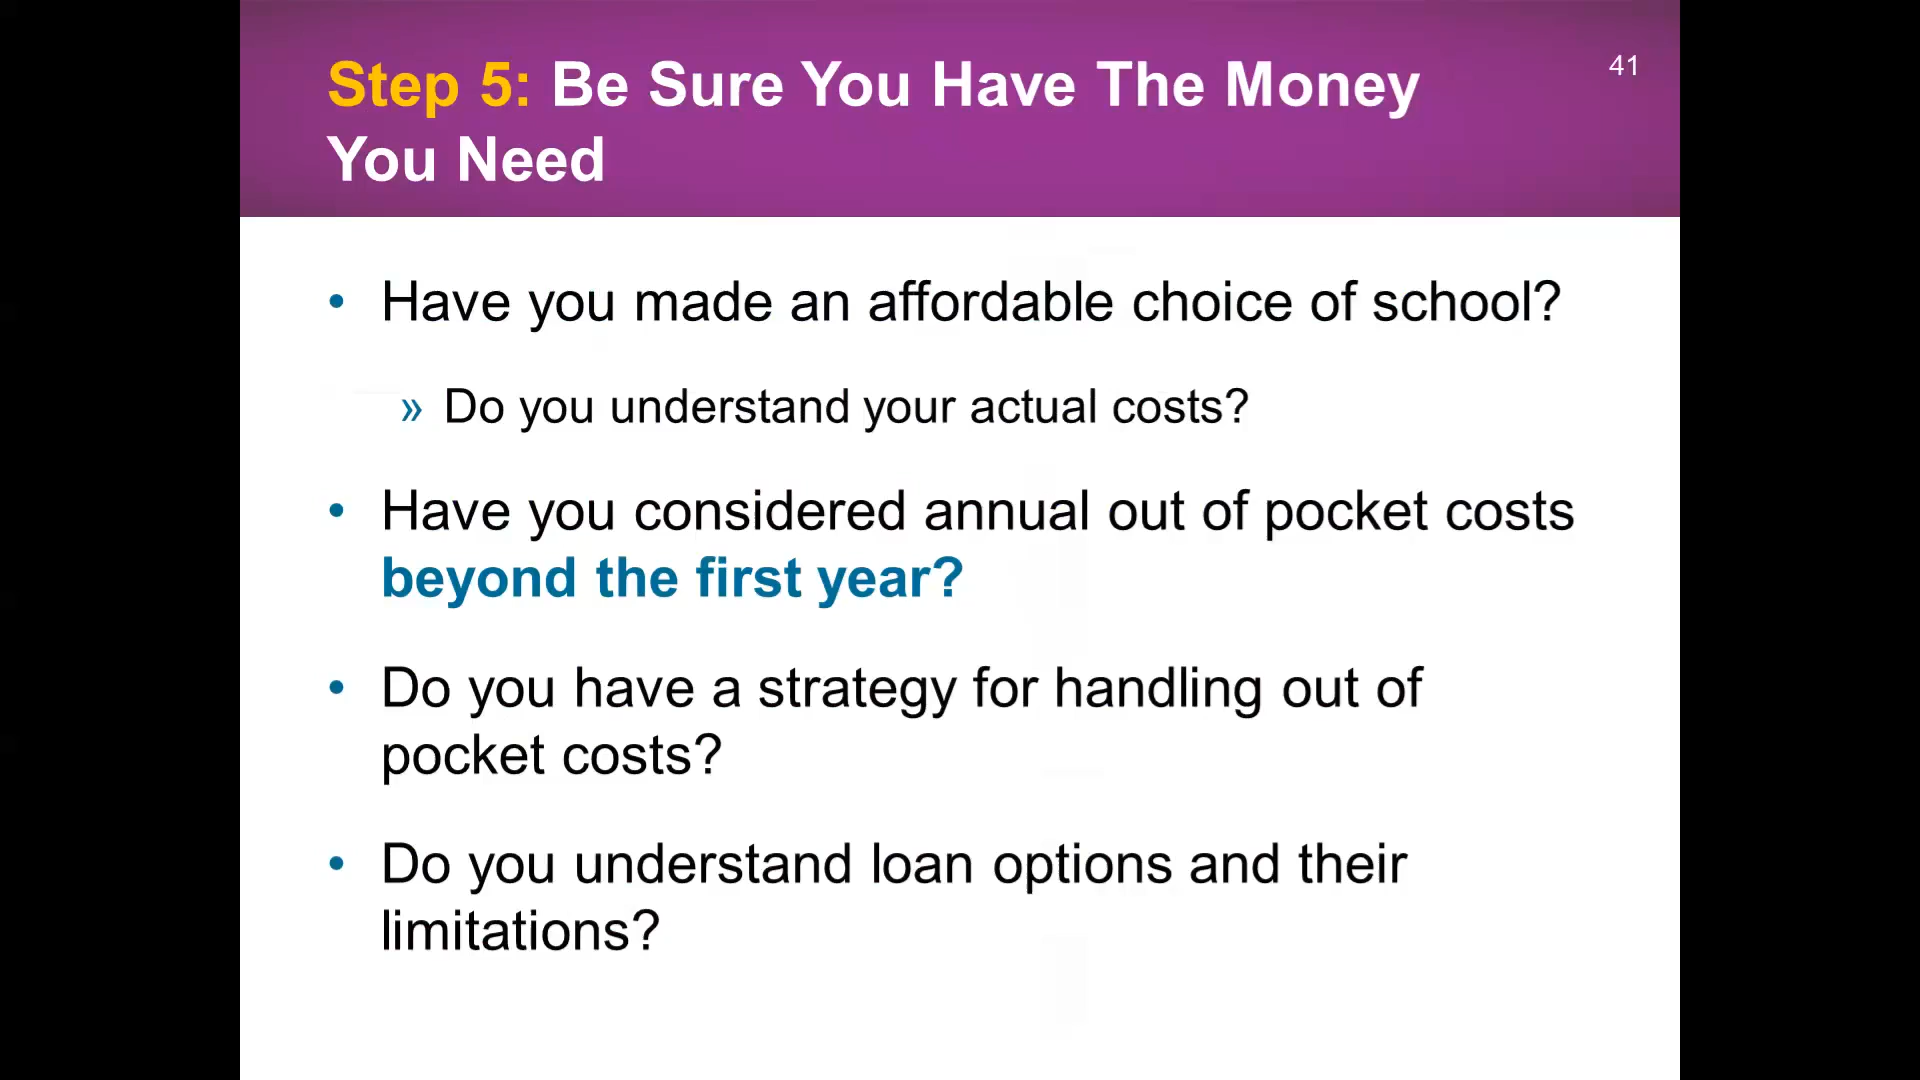 Step 5: Be Sure You Have The Money
You Need
41
• Have you made an affordable choice of school?
» Do you understand your actual costs?
• Have you considered annual out of pocket costs
beyond the first year?
• Do you have a strategy for handling out of
pocket costs?
• Do you understand loan options and their
limitations?